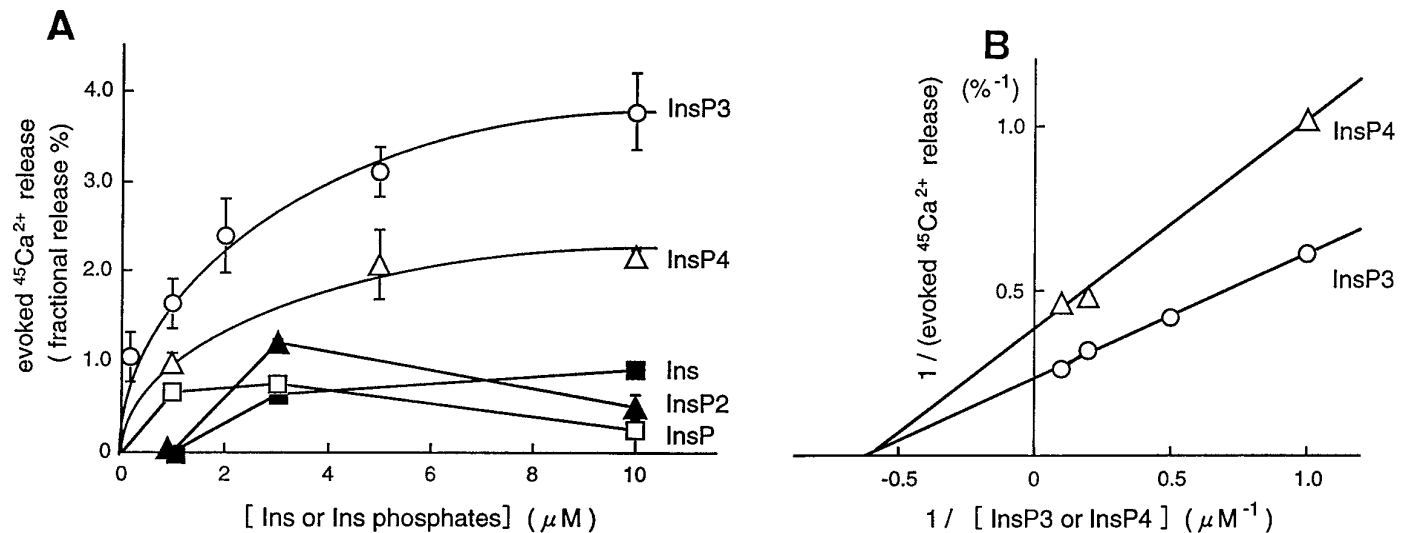 A
evoked ⁴⁵Ca²⁺ release
( fractional release %)
4.0
3.0
2.0
1.0
0
0 2 4 6 8 10
[ Ins or Ins phosphates] ( μM )
InsP3
InsP4
Ins
InsP2
InsP
B
1 / (evoked ⁴⁵Ca²⁺ release)
(%⁻¹)
1.0
0.5
-0.5 0 0.5 1.0
1 / [ InsP3 or InsP4 ] ( μM⁻¹ )
InsP4
InsP3